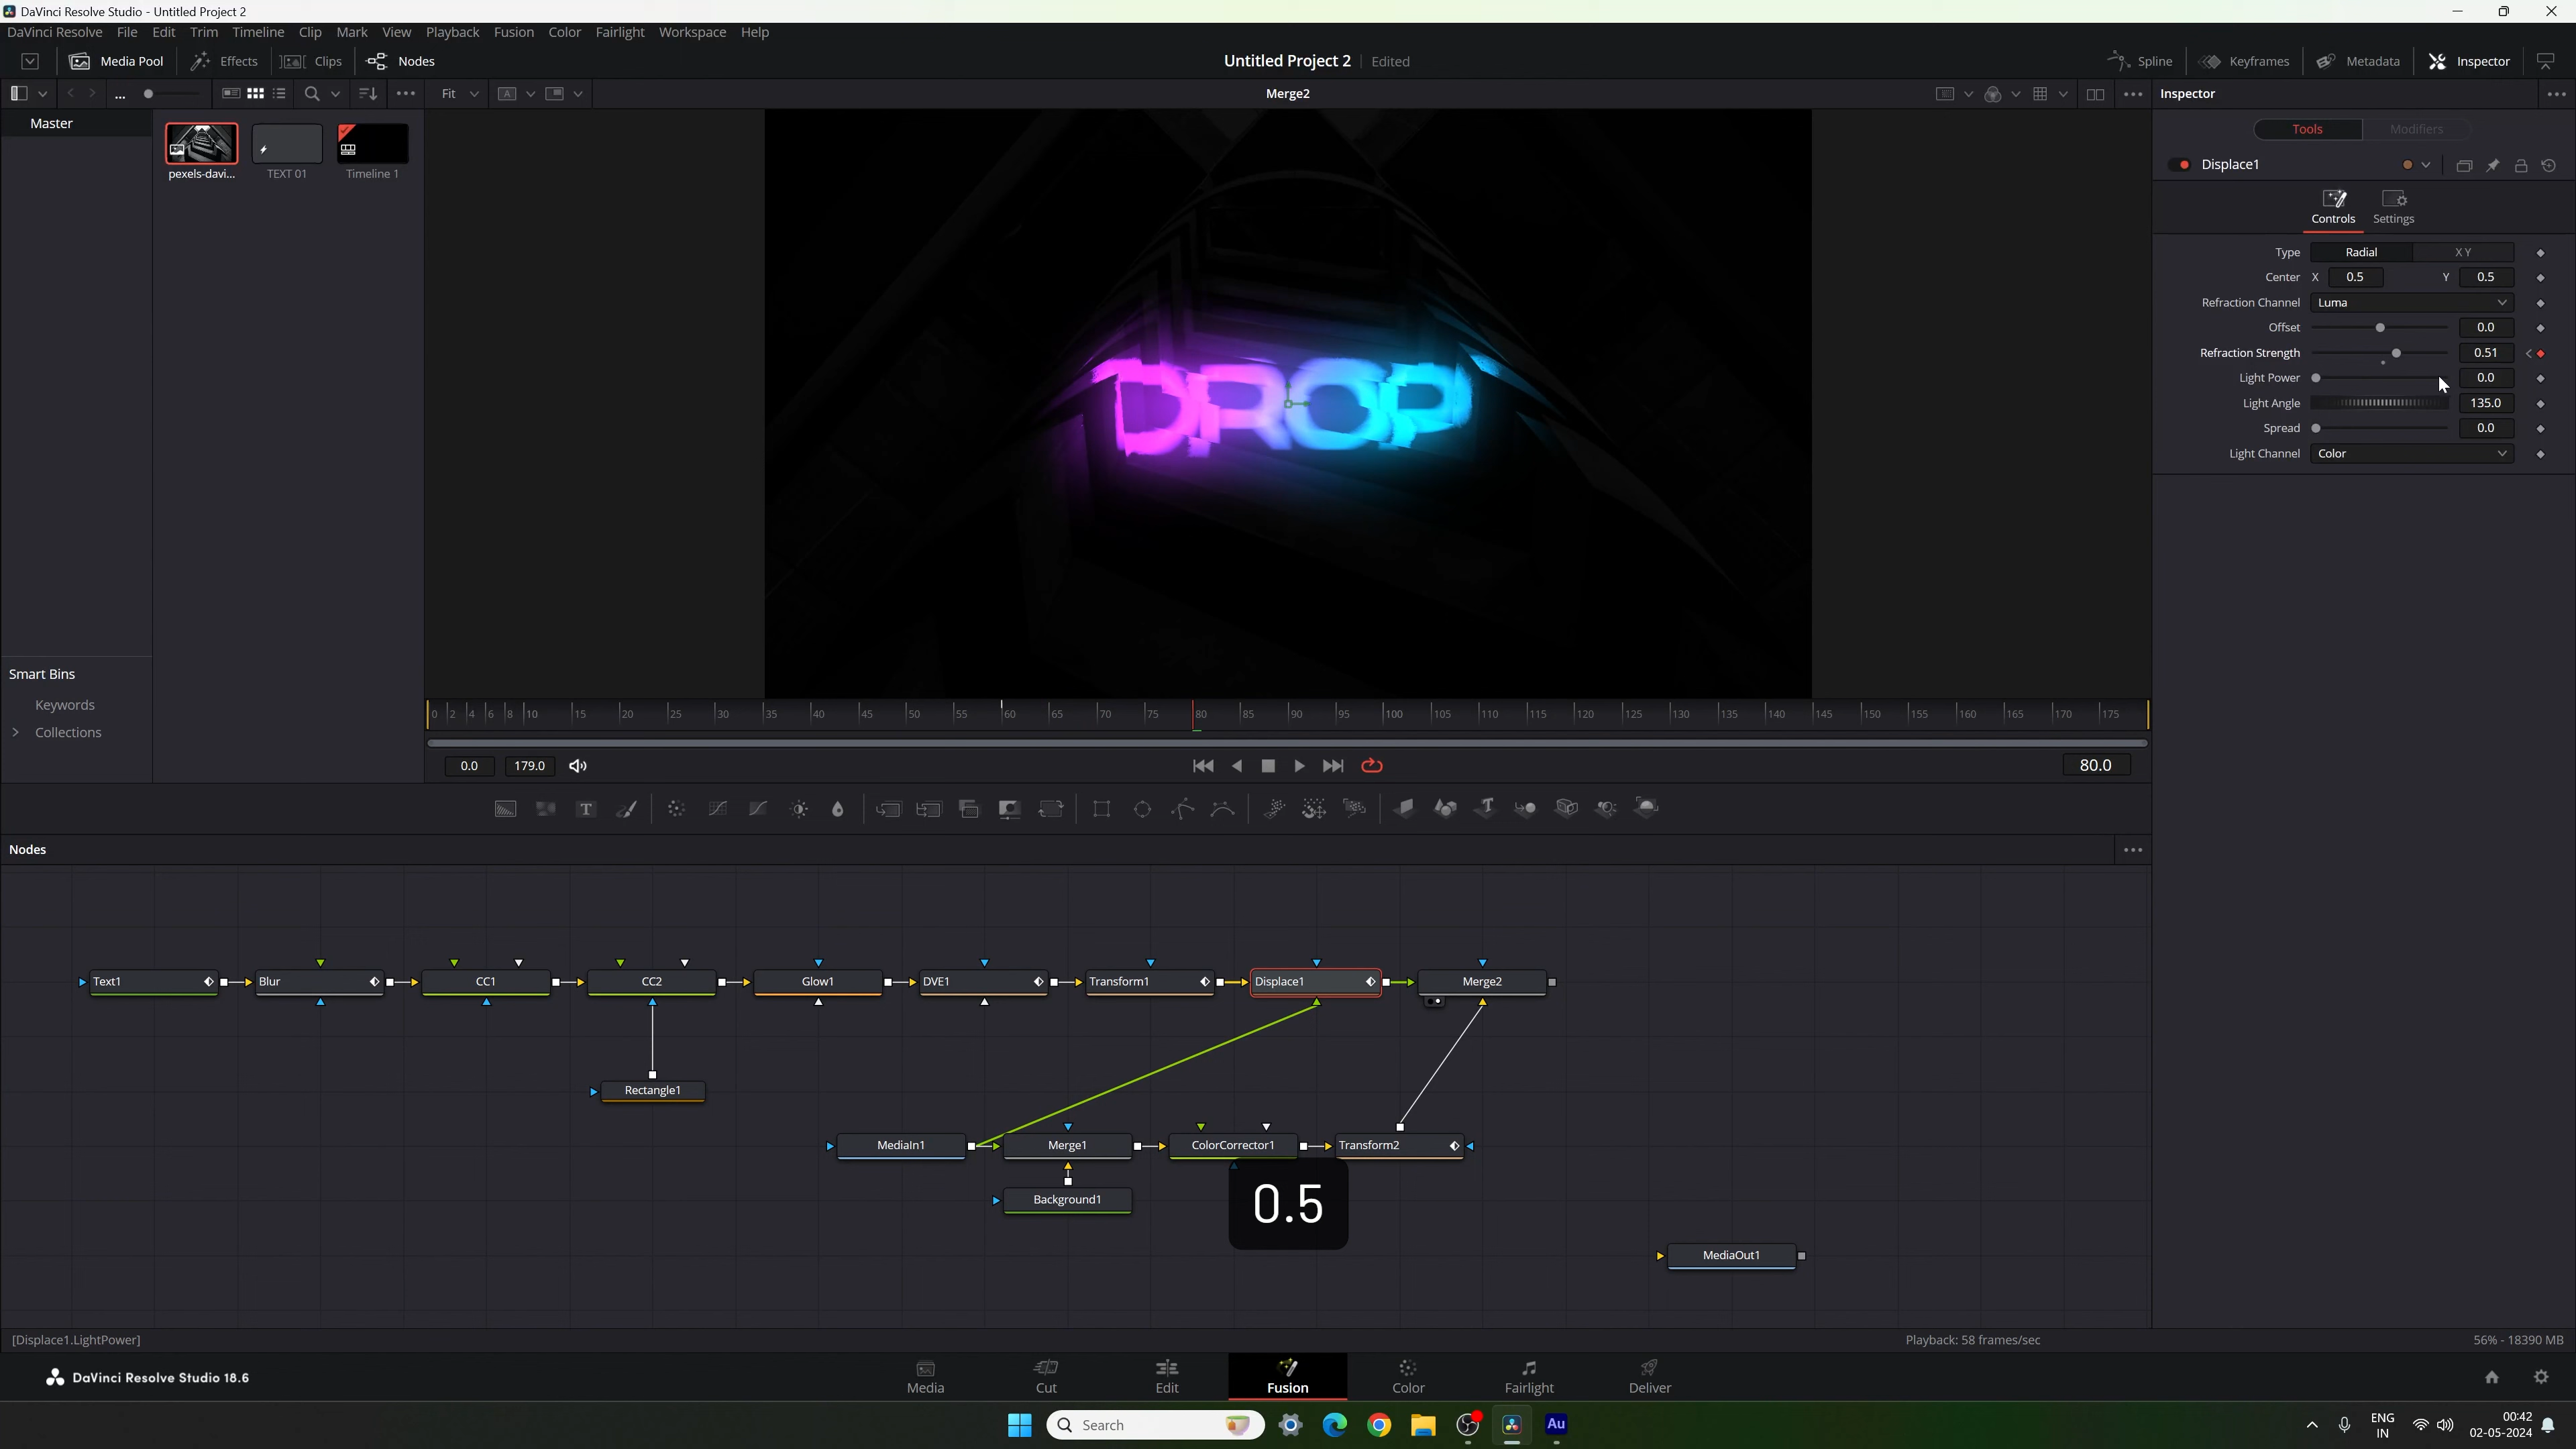 DaVinci Resolve Studio - Untitled Project 2
DaVinci Resolve File Edit Trim Timeline Clip Mark View Playback Fusion Color Fairlight Workspace Help
Media Pool Effects Clips Nodes Untitled Project 2 Edited Spline Keyframes Metadata Inspector
... Fit A Merge2 Inspector
Master
pexels-davi...
TEXT 01
Timeline 1
Smart Bins
Keywords
Collections
DROP
0 2 4 6 8 10 15 20 25 30 35 40 45 50 55 60 65 70 75 80 85 90 95 100 105 110 115 120 125 130 135 140 145 150 155 160 165 170 175
0.0 179.0 80.0
Tools Modifiers
Displace1
Controls Settings
Type Radial X Y
Center X 0.5 Y 0.5
Refraction Channel Luma
Offset 0.0
Refraction Strength 0.51
Light Power 0.0
Light Angle 135.0
Spread 0.0
Light Channel Color
T
Nodes
Text1 Blur CC1 CC2 Glow1 DVE1 Transform1 Displace1 Merge2
Rectangle1
MediaIn1 Merge1 ColorCorrector1 Transform2
Background1
0.5
MediaOut1
[Displace1.LightPower] Playback: 58 frames/sec 56% - 18390 MB
DaVinci Resolve Studio 18.6 Media Cut Edit Fusion Color Fairlight Deliver
Search Au ENG
IN
00:42
02-05-2024